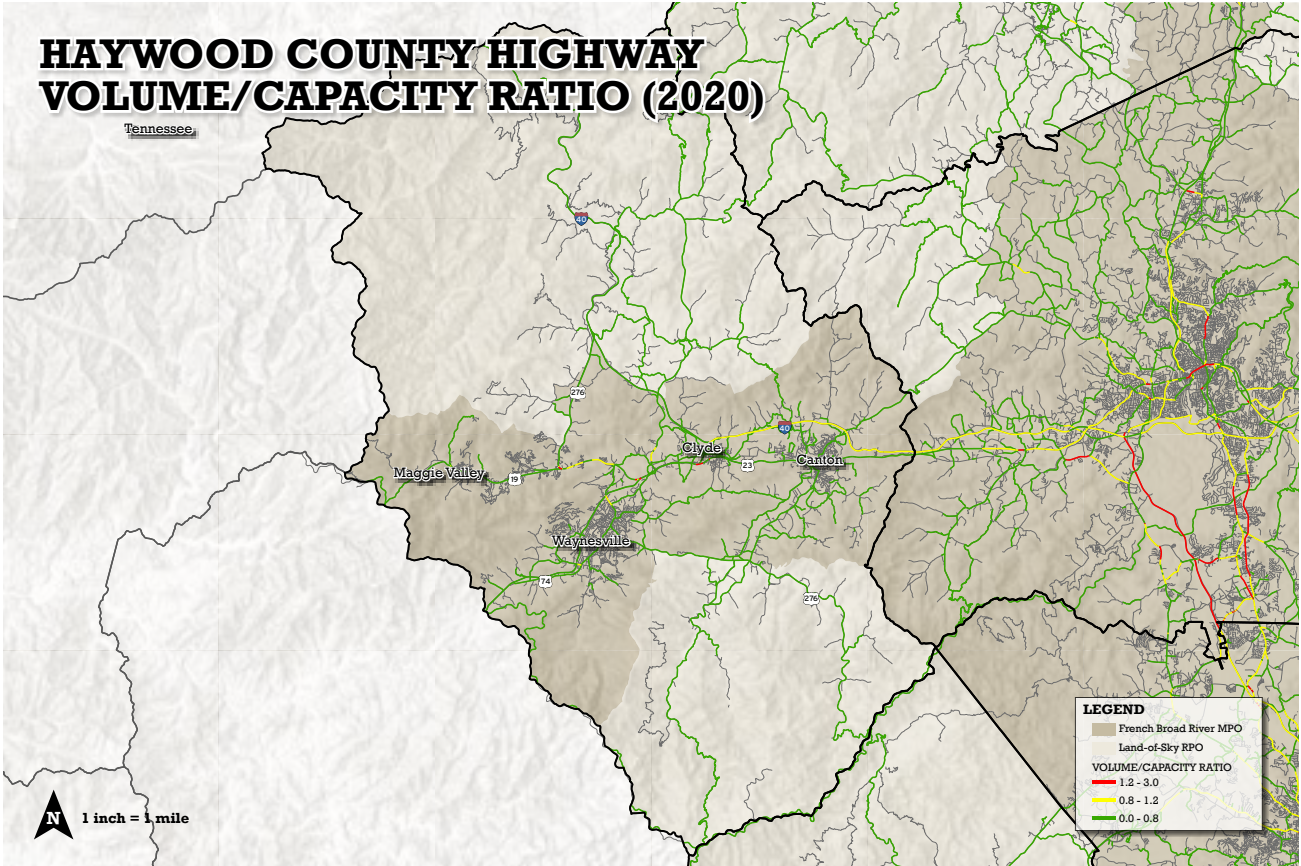 HAYWOOD COUNTY HIGHWAY
VOLUME/CAPACITY RATIO (2020)
Tennessee
40
276
40
Clyde
Maggie Valley
19
23
Canton
Waynesville
74
276
LEGEND
French Broad River MPO
Land-of-Sky RPO
VOLUME/CAPACITY RATIO
1.2 - 3.0
0.8 - 1.2
0.0 - 0.8
N
1 inch = 1 mile